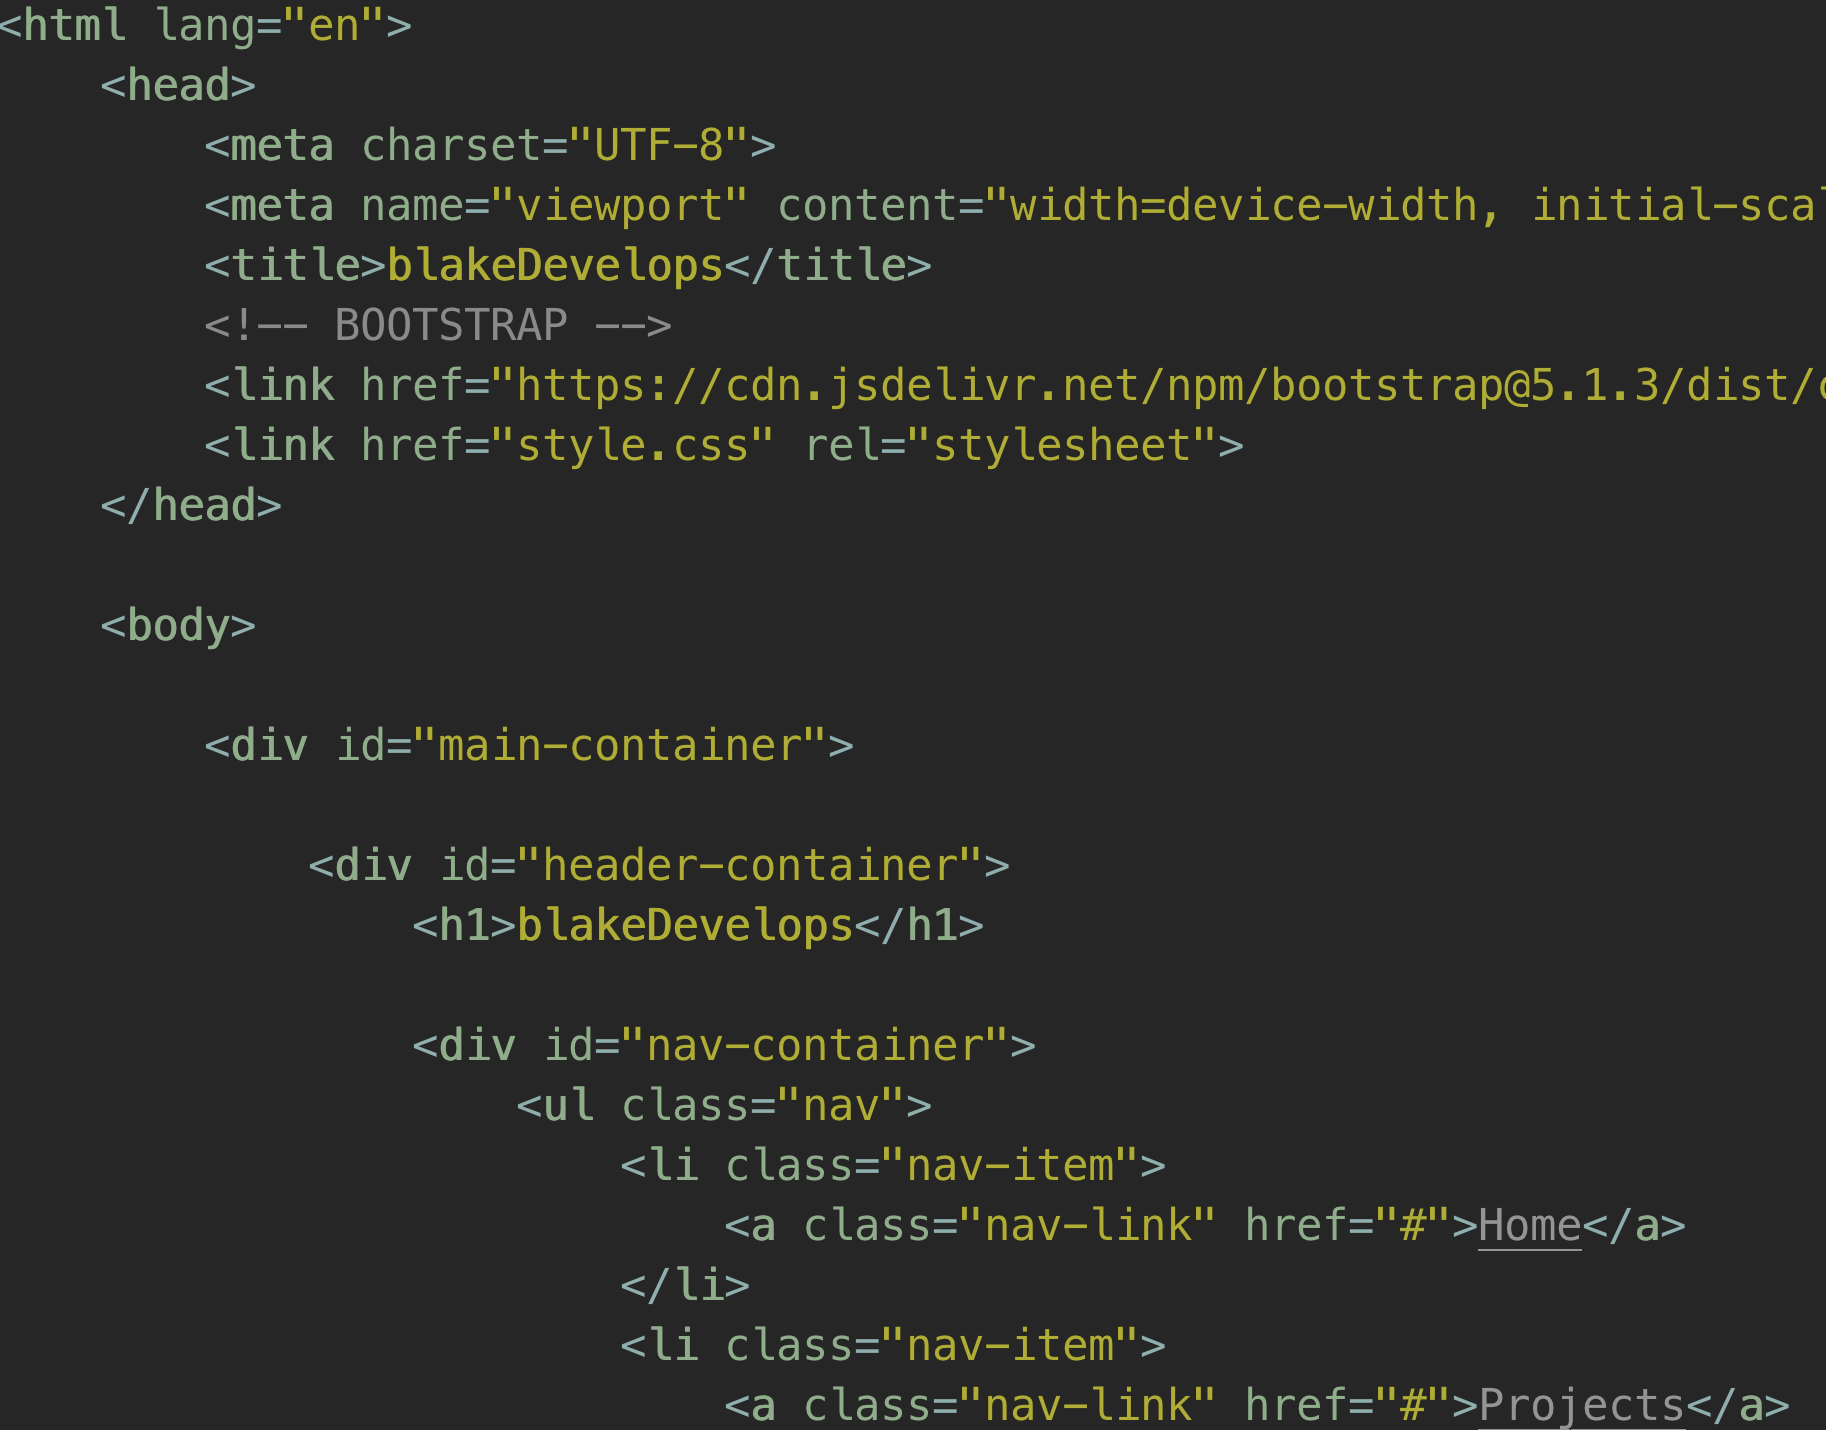 <html lang="en">
<head>
<meta charset="UTF-8">
<meta name="viewport" content="width=device-width, initial-scal
<title>blakeDevelops</title>
<!-- BOOTSTRAP -->
<link href="https://cdn.jsdelivr.net/npm/bootstrap@5.1.3/dist/c
<link href="style.css" rel="stylesheet">
</head>
<body>
<div id="main-container">
<div id="header-container">
<h1>blakeDevelops</h1>
<div id="nav-container">
<ul class="nav">
<li class="nav-item">
<a class="nav-link" href="#">Home</a>
</li>
<li class="nav-item">
<a class="nav-link" href="#">Projects</a>